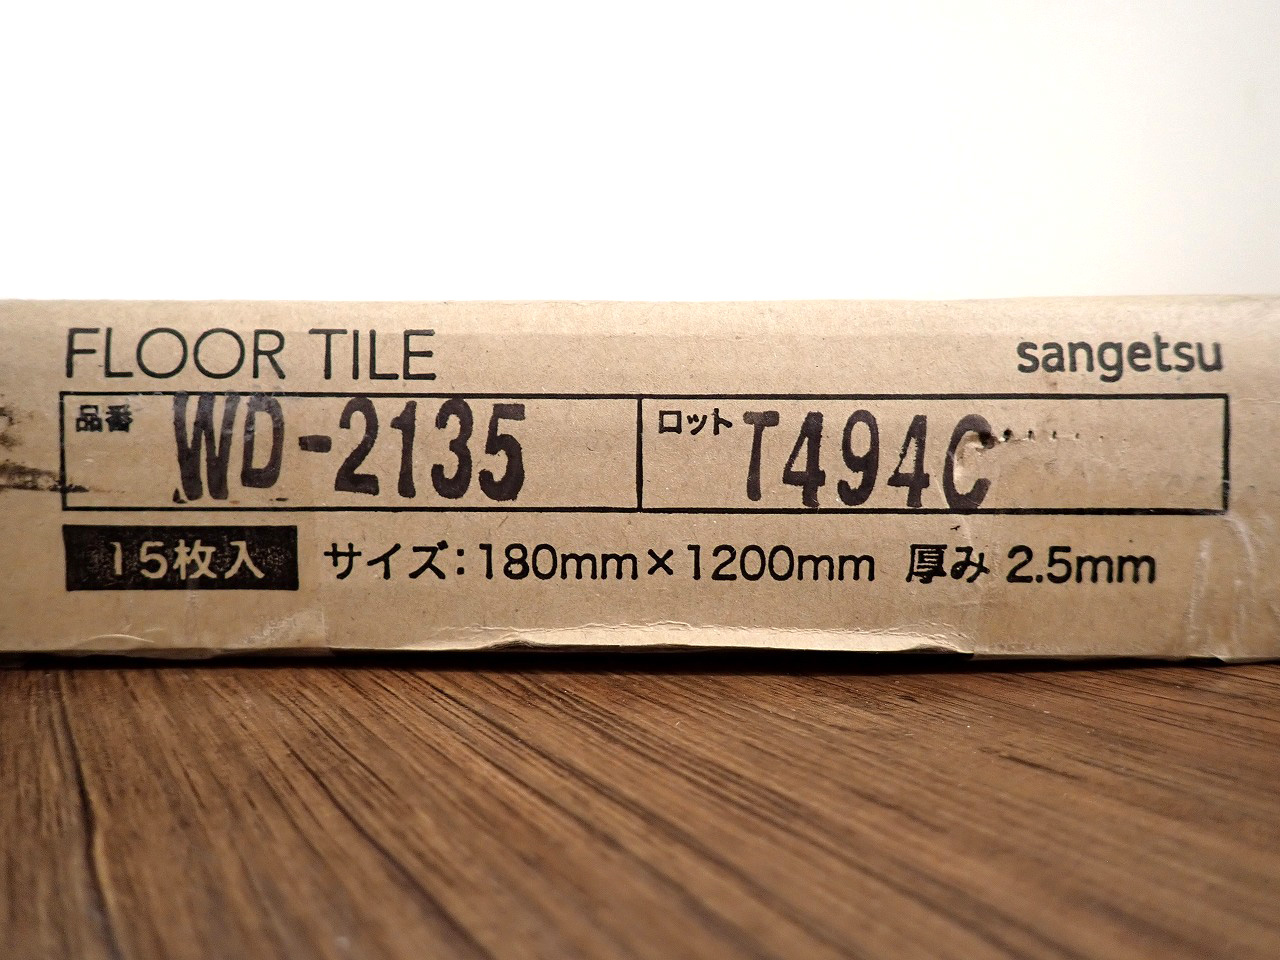 FLOOR TILE
sangetsu
品番 WD-2135
ロット T494C
15枚入 サイズ:180mm×1200mm 厚み 2.5mm